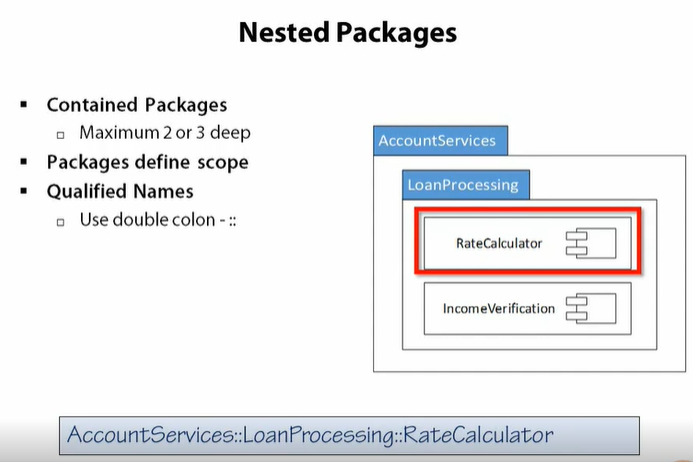 Nested Packages
Contained Packages
Maximum 2 or 3 deep
Packages define scope
Qualified Names
Use double colon - ::
AccountServices
LoanProcessing
RateCalculator
IncomeVerification
AccountServices::LoanProcessing::RateCalculator